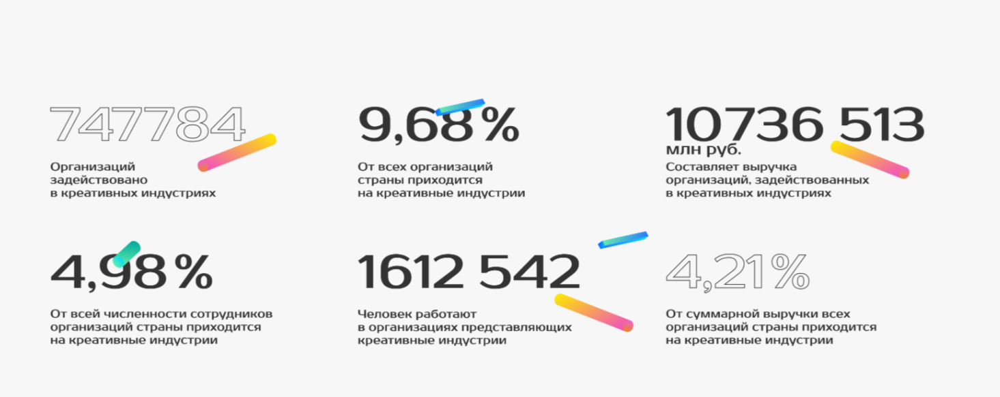 747784
Организаций
задействовано
в креативных индустриях
9,68 %
От всех организаций
страны приходится
на креативные индустрии
10 736 513
млн руб.
Составляет выручка
организаций, задействованных
в креативных индустриях
4,98 %
От всей численности сотрудников
организаций страны приходится
на креативные индустрии
1612 542
Человек работают
в организациях представляющих
креативные индустрии
4,21 %
От суммарной выручки всех
организаций страны приходится
на креативные индустрии